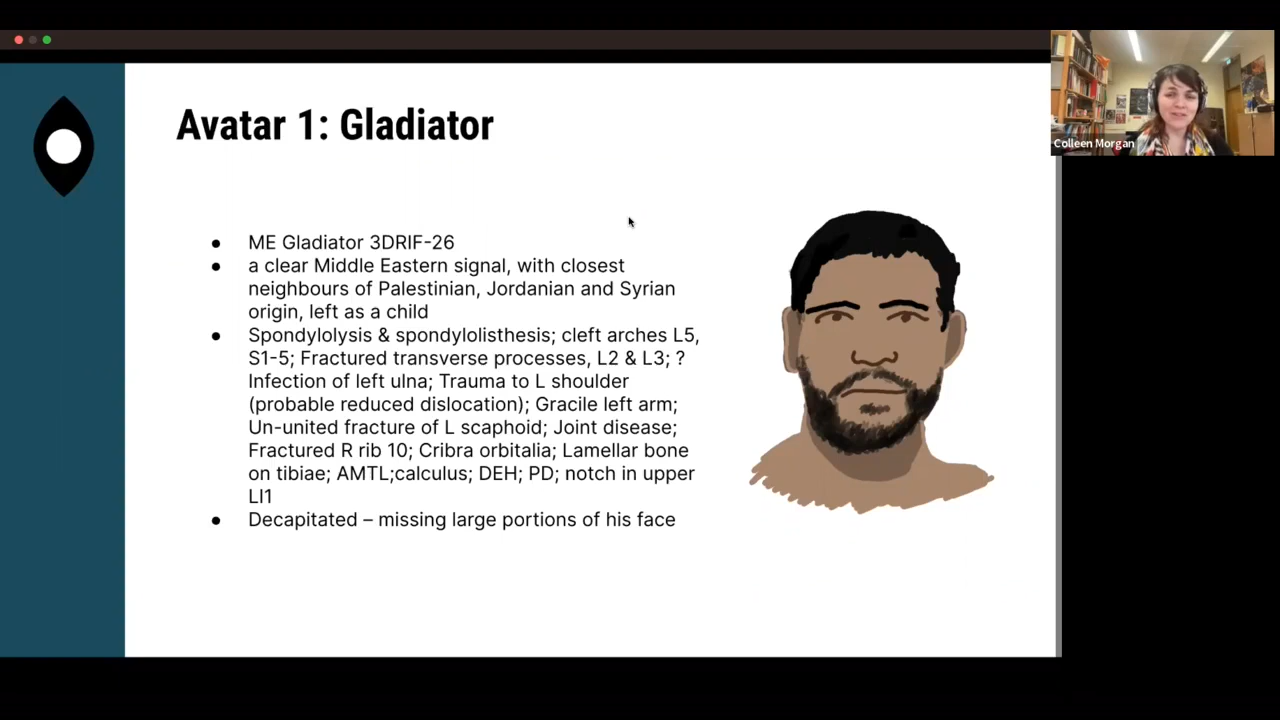 Avatar 1: Gladiator
Colleen Morgan
● ME Gladiator 3DRIF-26
● a clear Middle Eastern signal, with closest
neighbours of Palestinian, Jordanian and Syrian
origin, left as a child
● Spondylolysis & spondylolisthesis; cleft arches L5,
S1-5; Fractured transverse processes, L2 & L3; ?
Infection of left ulna; Trauma to L shoulder
(probable reduced dislocation); Gracile left arm;
Un-united fracture of L scaphoid; Joint disease;
Fractured R rib 10; Cribra orbitalia; Lamellar bone
on tibiae; AMTL;calculus; DEH; PD; notch in upper
LI1
● Decapitated – missing large portions of his face